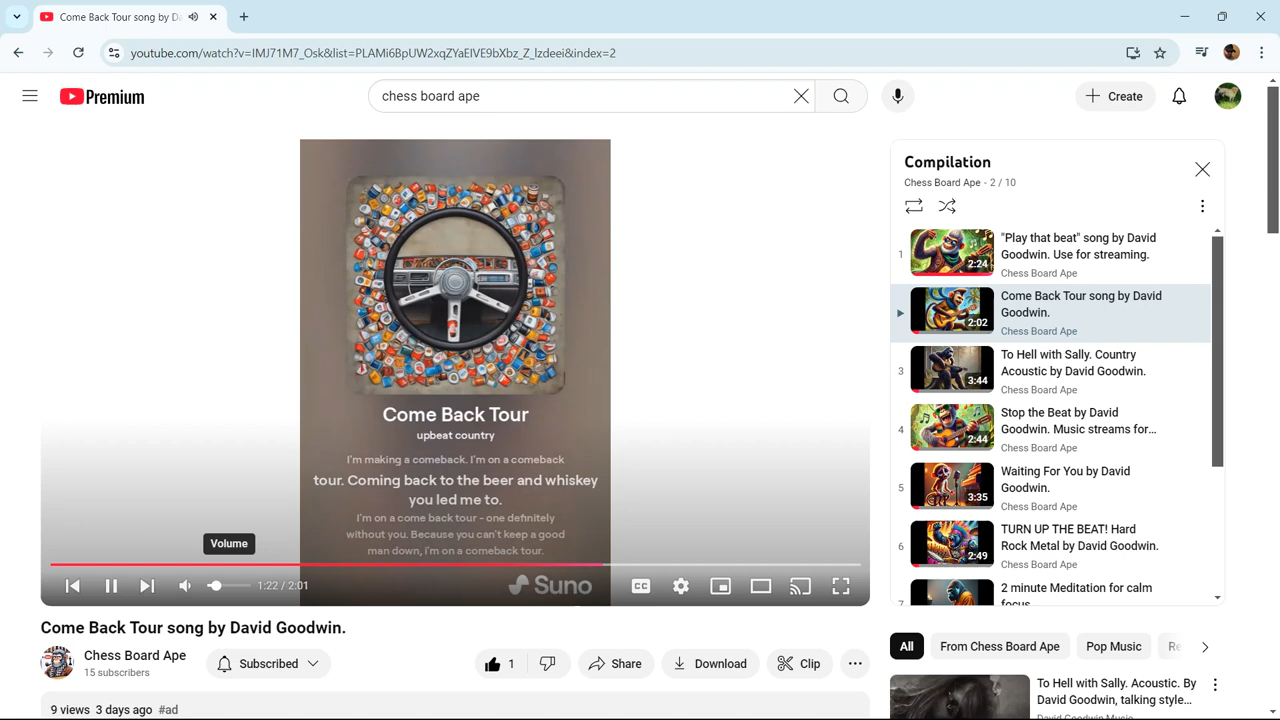 Come Back Tour song by Da
youtube.com/watch?v=IMJ71M7_Osk&list=PLAMi6BpUW2xqZYaEIVE9bXbz_Z_lzdeei&index=2
Premium
chess board ape
Create
Come Back Tour
upbeat country
I'm making a comeback. I'm on a comeback
tour. Coming back to the beer and whiskey
you led me to.
I'm on a come back tour - one definitely
without you. Because you can't keep a good
man down, I'm on a comeback tour.
Volume
1:22 / 2:01
Suno
CC
Come Back Tour song by David Goodwin.
Chess Board Ape
15 subscribers
Subscribed
1
Share
Download
Clip
9 views 3 days ago #ad
Compilation
Chess Board Ape - 2 / 10
1
2:24
"Play that beat" song by David
Goodwin. Use for streaming.
Chess Board Ape
2:02
Come Back Tour song by David
Goodwin.
Chess Board Ape
3
3:44
To Hell with Sally. Country
Acoustic by David Goodwin.
Chess Board Ape
4
2:44
Stop the Beat by David
Goodwin. Music streams for...
Chess Board Ape
5
3:35
Waiting For You by David
Goodwin.
Chess Board Ape
6
2:49
TURN UP THE BEAT! Hard
Rock Metal by David Goodwin.
Chess Board Ape
7
2 minute Meditation for calm
focus
All
From Chess Board Ape
Pop Music
Re
To Hell with Sally. Acoustic. By
David Goodwin, talking style...
David Goodwin Music